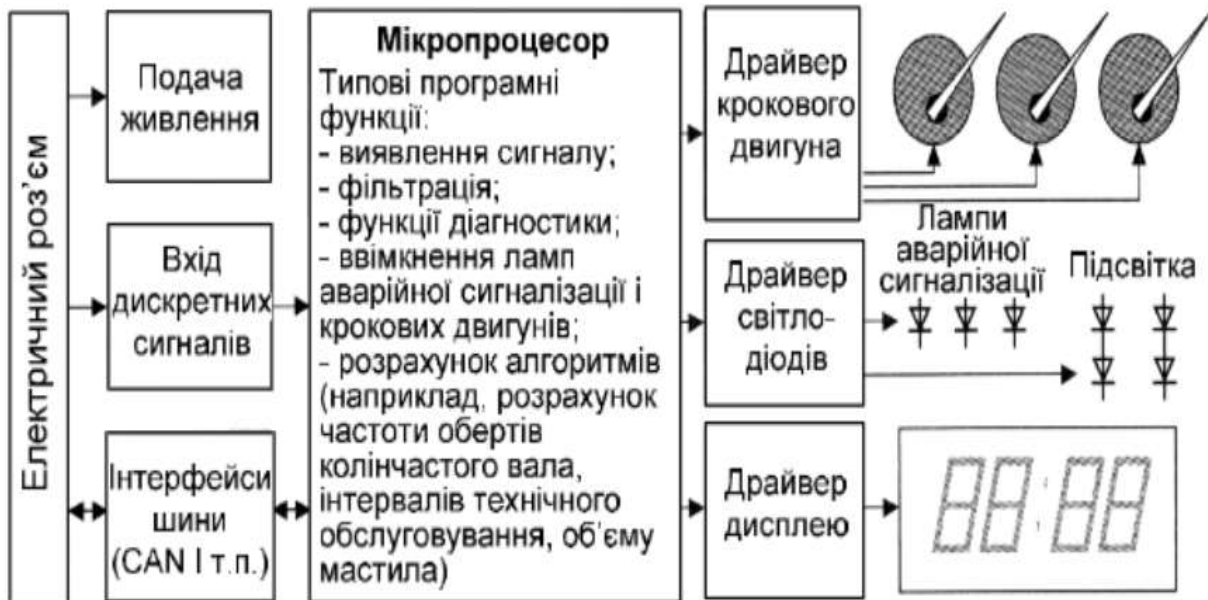 Електричний роз’єм
Подача
живлення
Вхід
дискретних
сигналів
Інтерфейси
шини
(CAN І т.п.)
Мікропроцесор
Типові програмні
функції:
- виявлення сигналу;
- фільтрація;
- функції діагностики;
- ввімкнення ламп
аварійної сигналізації і
крокових двигунів;
- розрахунок алгоритмів
(наприклад, розрахунок
частоти обертів
колінчастого вала,
інтервалів технічного
обслуговування, об’єму
мастила)
Драйвер
крокового
двигуна
Лампи
аварійної
сигналізації
Підсвітка
Драйвер
світло-
діодів
Драйвер
дисплею
88:88